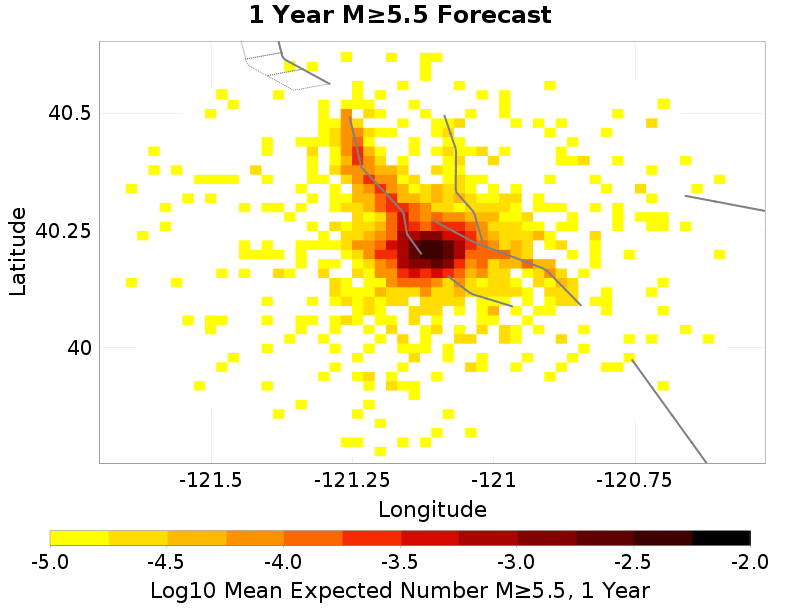 1 Year M≥5.5 Forecast
40.5
40.25
40
Latitude
-121.5 -121.25 -121 -120.75
Longitude
-5.0 -4.5 -4.0 -3.5 -3.0 -2.5 -2.0
Log10 Mean Expected Number M≥5.5, 1 Year